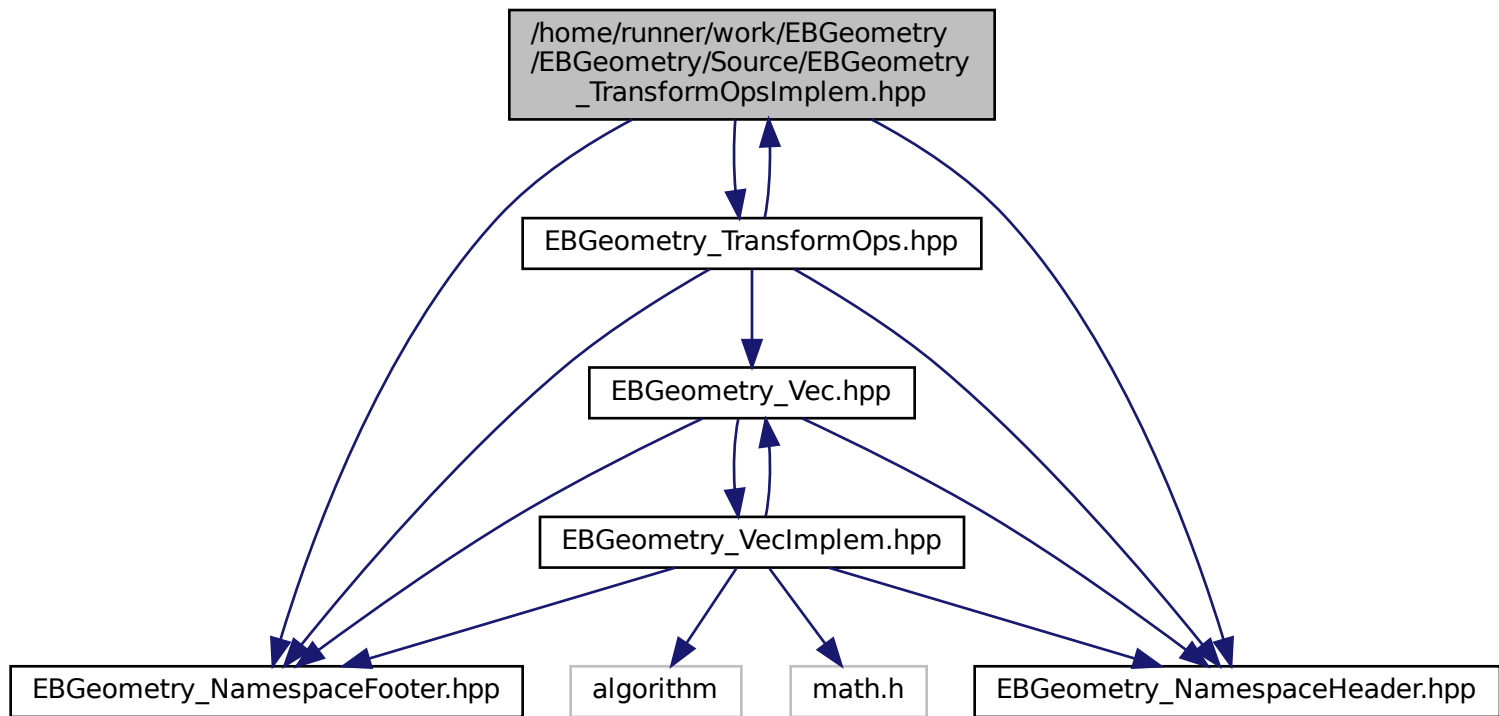 /home/runner/work/EBGeometry
/EBGeometry/Source/EBGeometry
_TransformOpsImplem.hpp
EBGeometry_TransformOps.hpp
EBGeometry_Vec.hpp
EBGeometry_VecImplem.hpp
EBGeometry_NamespaceFooter.hpp
algorithm
math.h
EBGeometry_NamespaceHeader.hpp